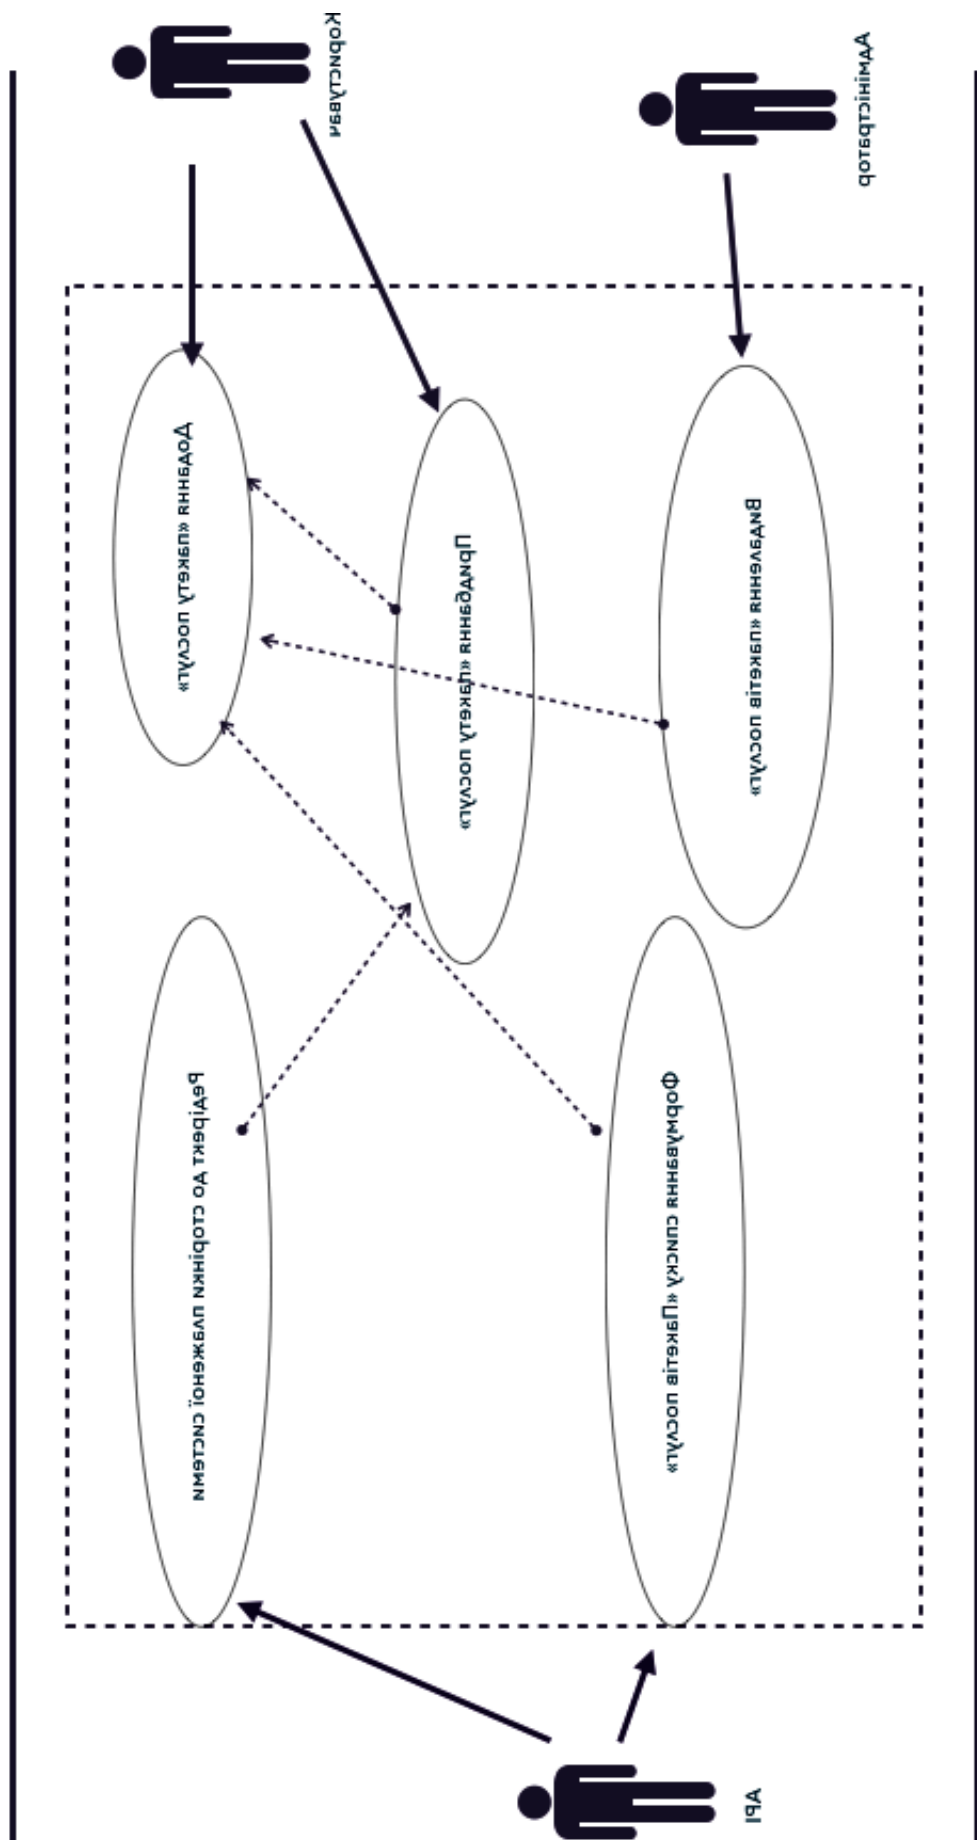 Користувач
Адміністратор
Додання «пакету послуг»
Придбання «пакету послуг»
Видалення «пакетів послуг»
Редірект до сторінки плаженої системи
Формування списку «Пакетів послуг»
API